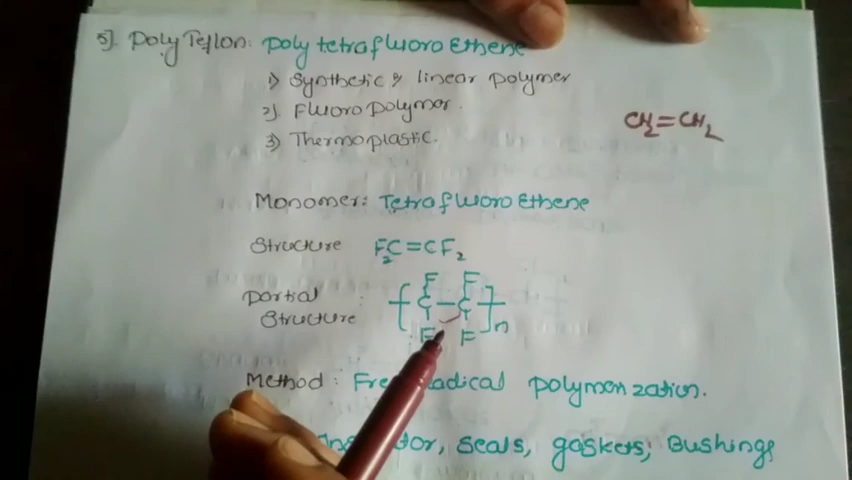 5]. Poly Teflon: Poly tetrafluoro Ethene
1) Synthetic & linear polymer
2). Fluoro polymer.
3) Thermoplastic.
CH2=CH2
Monomer: Tetrafluoro Ethene
Structure F2C=CF2
Partial :
Structure
F F
C–C
F F n
Method : Free radical polymerization.
seals, gaskets, Bushings